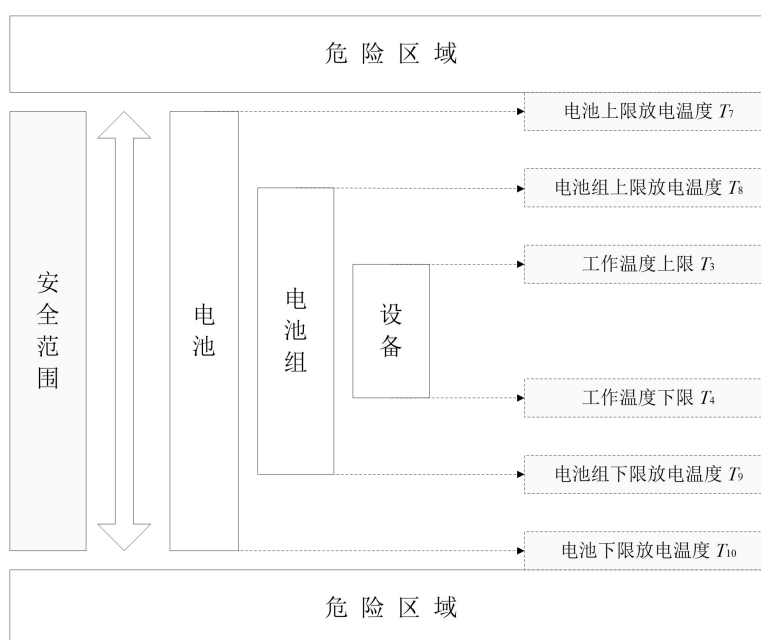 危险区域
电池上限放电温度 T₇
电池组上限放电温度 T₈
工作温度上限 T₃
安全范围
电池
电池组
设备
工作温度下限 T₄
电池组下限放电温度 T₉
电池下限放电温度 T₁₀
危险区域